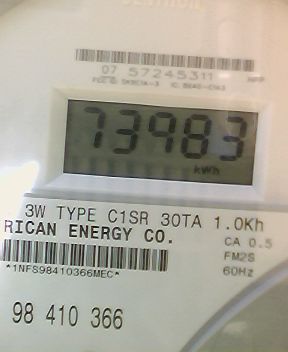 07 57245311
73983
kWh
3W TYPE C1SR 30TA 1.0Kh
RICAN ENERGY CO.
CA 0.5
FM2S
*1NFS98410366MEC*
60Hz
98 410 366